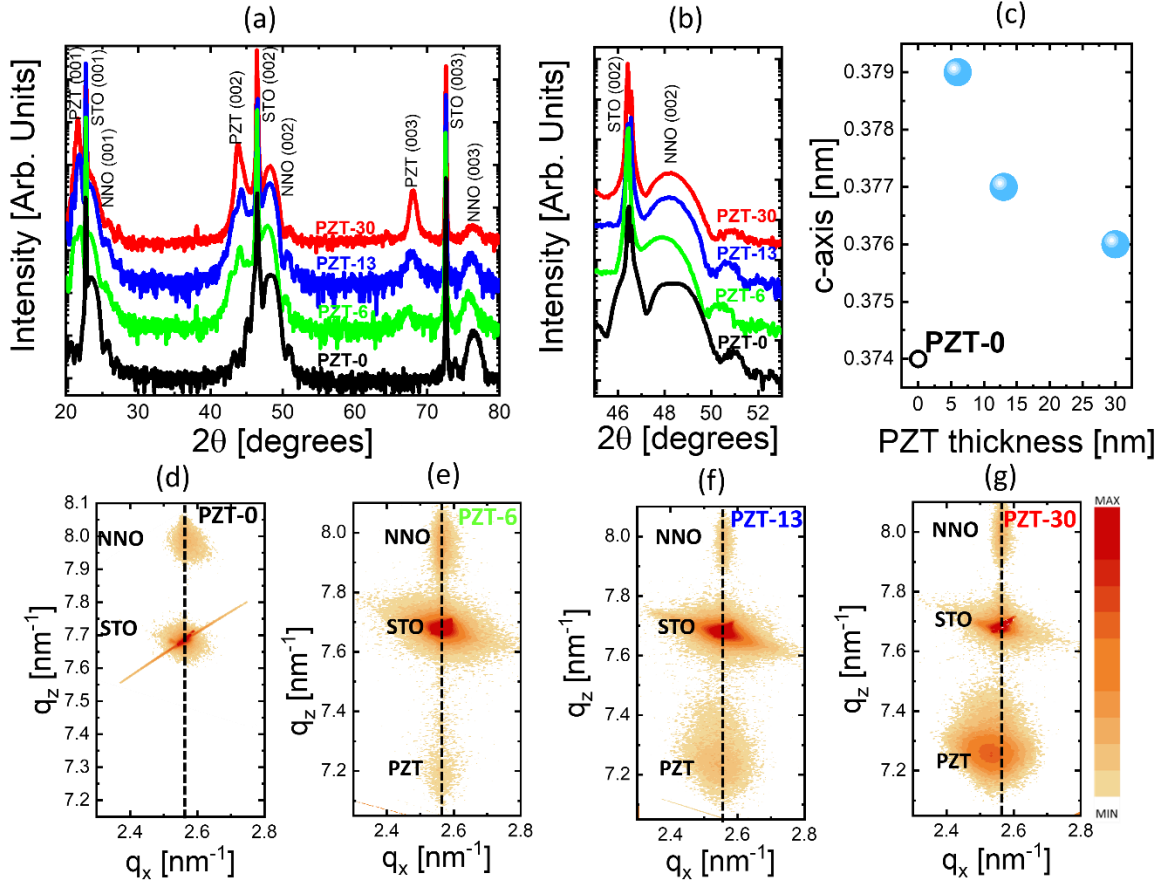 (a)
Intensity [Arb. Units]
PZT (001)
STO (001)
NNO (001)
PZT (002)
STO (002)
NNO (002)
PZT (003)
STO (003)
NNO (003)
PZT-30
PZT-13
PZT-6
PZT-0
20 30 40 50 60 70 80
2θ [degrees]
(b)
Intensity [Arb. Units]
STO (002)
NNO (002)
PZT-30
PZT-13
PZT-6
PZT-0
46 48 50 52
2θ [degrees]
(c)
c-axis [nm]
0.379
0.378
0.377
0.376
0.375
0.374
PZT-0
0 5 10 15 20 25 30
PZT thickness [nm]
(d)
PZT-0
NNO
STO
8.1
8.0
7.9
7.8
7.7
7.6
7.5
7.4
7.3
7.2
qz [nm-1]
2.4 2.6 2.8
qx [nm-1]
(e)
PZT-6
NNO
STO
PZT
8.0
7.8
7.6
7.4
7.2
qz [nm-1]
2.4 2.6 2.8
qx [nm-1]
(f)
PZT-13
NNO
STO
PZT
8.0
7.8
7.6
7.4
7.2
qz [nm-1]
2.4 2.6 2.8
qx [nm-1]
(g)
PZT-30
NNO
STO
PZT
8.0
7.8
7.6
7.4
7.2
qz [nm-1]
2.4 2.6 2.8
qx [nm-1]
MAX
MIN